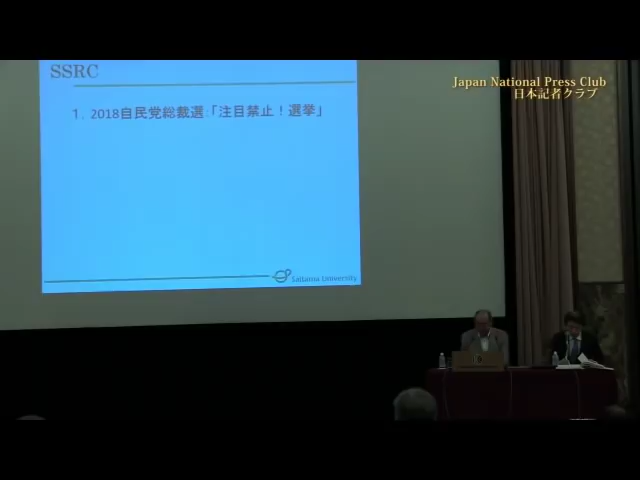 SSRC
Japan National Press Club
日本記者クラブ
1. 2018自民党総裁選:「注目禁止！選挙」
Saitama University